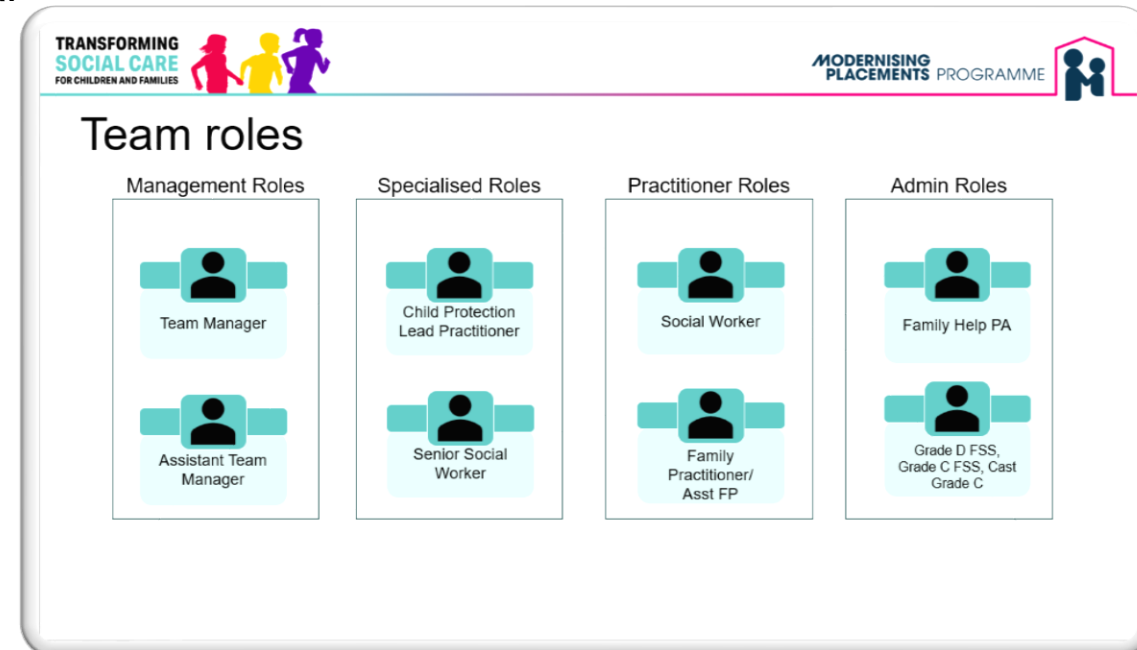 TRANSFORMING
SOCIAL CARE
FOR CHILDREN AND FAMILIES
MODERNISING
PLACEMENTS PROGRAMME
Team roles
Management Roles
Team Manager
Assistant Team
Manager
Specialised Roles
Child Protection
Lead Practitioner
Senior Social
Worker
Practitioner Roles
Social Worker
Family
Practitioner/
Asst FP
Admin Roles
Family Help PA
Grade D FSS,
Grade C FSS, Cast
Grade C